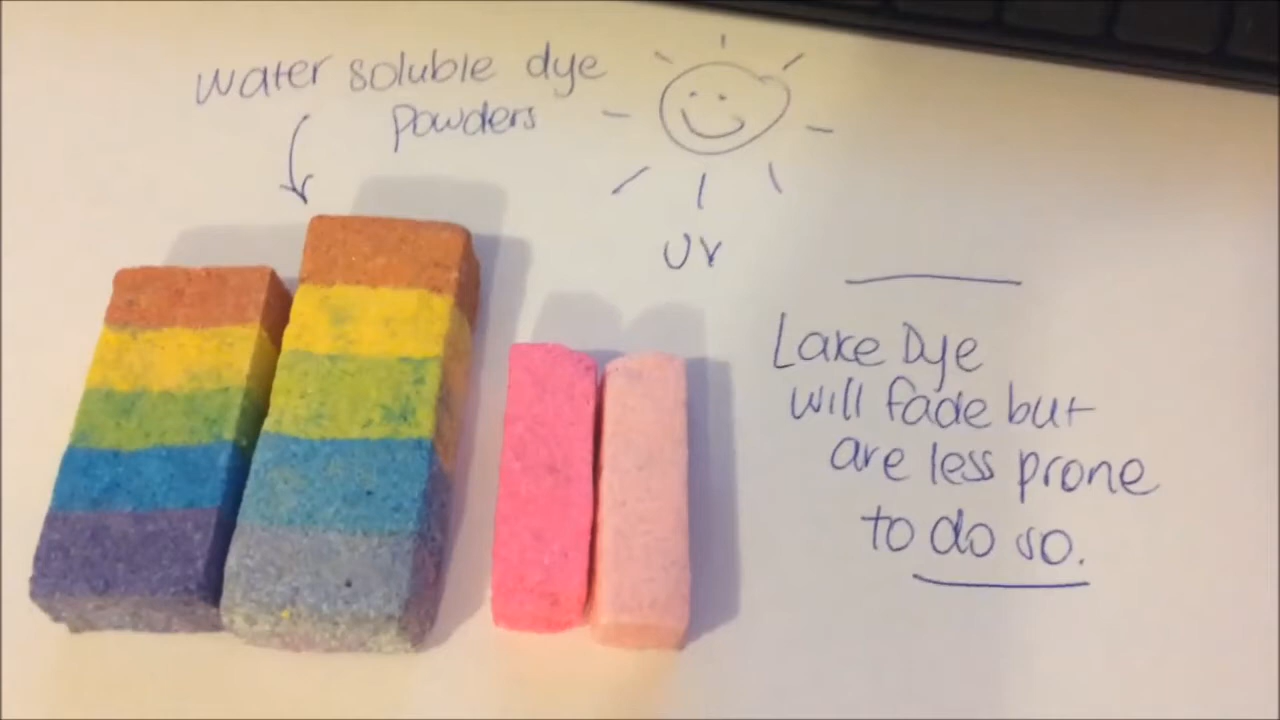 water soluble dye
powders
UV
Lake Dye
will fade but
are less prone
to do so.